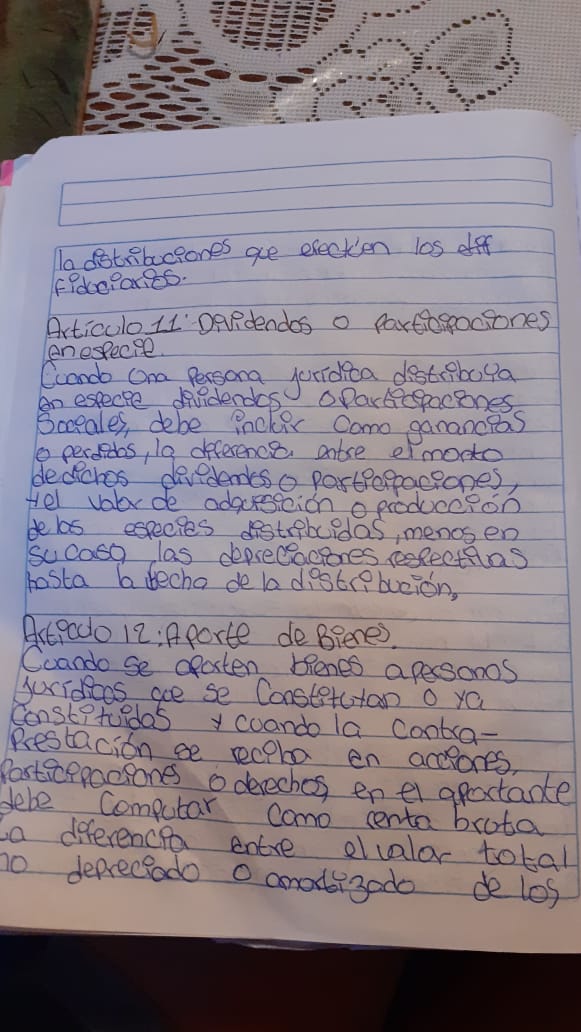 la distribuciones que efectúen los diff
fiduciarios.
Artículo 11: Dividendos o participaciones
en especie.
Cuando una persona jurídica distribuya
en especie dividendos o participaciones
sociales, debe incluir como ganancias
o perdidas, la diferencia entre el monto
de dichos dividendos o participaciones,
y el valor de adquisición o producción
de las especies distribuidas, menos en
su caso, las depreciaciones respectivas
hasta la fecha de la distribución,
Artículo 12: Aporte de Bienes.
Cuando se aporten bienes a personas
jurídicas que se constituyan o ya
constituidas y cuando la contra-
prestación se reciba en acciones,
participaciones o derechos, en el aportante
debe computar como renta bruta
La diferencia entre el valor total
no depreciado o amortizado de los